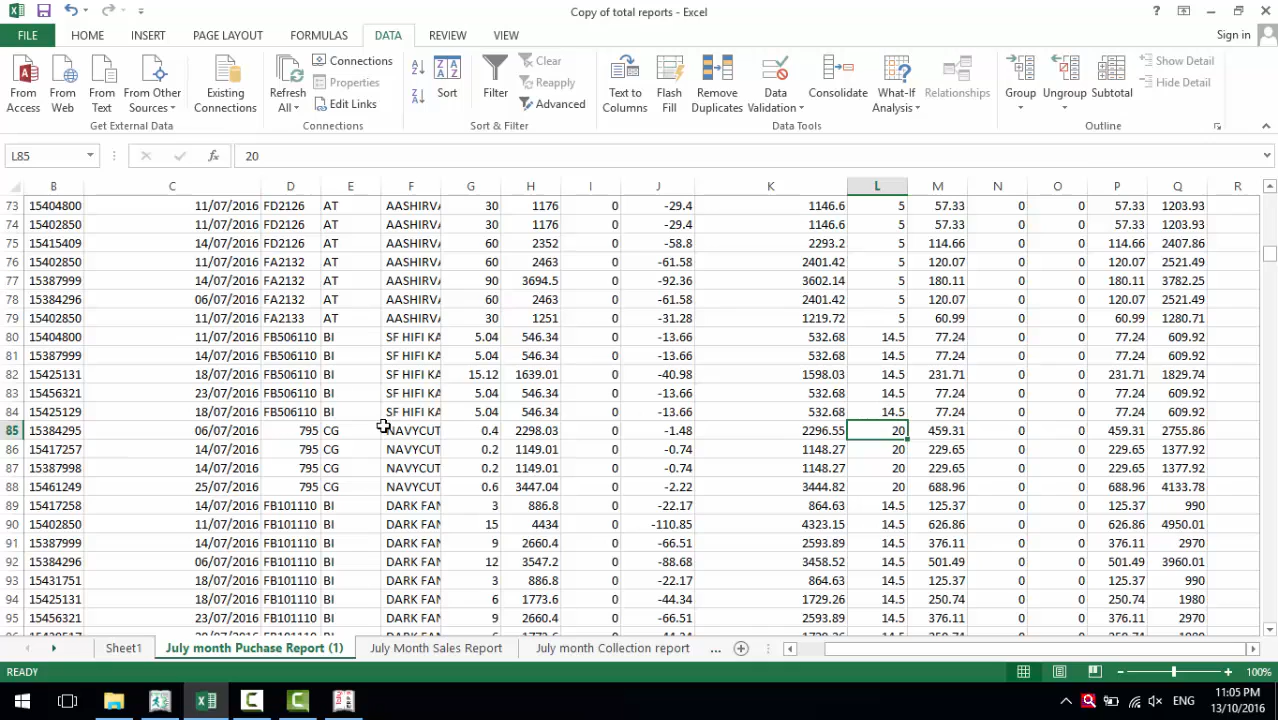 Copy of total reports - Excel
?
FILE HOME INSERT PAGE LAYOUT FORMULAS DATA REVIEW VIEW Sign in
From Access
From Web
From Text
From Other Sources
Existing Connections
Get External Data
Refresh All
Connections
Properties
Edit Links
Connections
Sort
Filter
Clear
Reapply
Advanced
Sort & Filter
Text to Columns
Flash Fill
Remove Duplicates
Data Validation
Consolidate
What-If Analysis
Relationships
Data Tools
Group
Ungroup
Subtotal
Show Detail
Hide Detail
Outline
L85 fx 20
B C D E F G H I J K L M N O P Q R
73 15404800 11/07/2016 FD2126 AT AASHIRVA 30 1176 0 -29.4 1146.6 5 57.33 0 0 57.33 1203.93
74 15402850 11/07/2016 FD2126 AT AASHIRVA 30 1176 0 -29.4 1146.6 5 57.33 0 0 57.33 1203.93
75 15415409 14/07/2016 FD2126 AT AASHIRVA 60 2352 0 -58.8 2293.2 5 114.66 0 0 114.66 2407.86
76 15402850 11/07/2016 FA2132 AT AASHIRVA 60 2463 0 -61.58 2401.42 5 120.07 0 0 120.07 2521.49
77 15387999 14/07/2016 FA2132 AT AASHIRVA 90 3694.5 0 -92.36 3602.14 5 180.11 0 0 180.11 3782.25
78 15384296 06/07/2016 FA2132 AT AASHIRVA 60 2463 0 -61.58 2401.42 5 120.07 0 0 120.07 2521.49
79 15402850 11/07/2016 FA2133 AT AASHIRVA 30 1251 0 -31.28 1219.72 5 60.99 0 0 60.99 1280.71
80 15404800 11/07/2016 FB506110 BI SF HIFI KA 5.04 546.34 0 -13.66 532.68 14.5 77.24 0 0 77.24 609.92
81 15387999 14/07/2016 FB506110 BI SF HIFI KA 5.04 546.34 0 -13.66 532.68 14.5 77.24 0 0 77.24 609.92
82 15425131 18/07/2016 FB506110 BI SF HIFI KA 15.12 1639.01 0 -40.98 1598.03 14.5 231.71 0 0 231.71 1829.74
83 15456321 23/07/2016 FB506110 BI SF HIFI KA 5.04 546.34 0 -13.66 532.68 14.5 77.24 0 0 77.24 609.92
84 15425129 18/07/2016 FB506110 BI SF HIFI KA 5.04 546.34 0 -13.66 532.68 14.5 77.24 0 0 77.24 609.92
85 15384295 06/07/2016 795 CG NAVYCUT 0.4 2298.03 0 -1.48 2296.55 20 459.31 0 0 459.31 2755.86
86 15417257 14/07/2016 795 CG NAVYCUT 0.2 1149.01 0 -0.74 1148.27 20 229.65 0 0 229.65 1377.92
87 15387998 14/07/2016 795 CG NAVYCUT 0.2 1149.01 0 -0.74 1148.27 20 229.65 0 0 229.65 1377.92
88 15461249 25/07/2016 795 CG NAVYCUT 0.6 3447.04 0 -2.22 3444.82 20 688.96 0 0 688.96 4133.78
89 15417258 14/07/2016 FB101110 BI DARK FAN 3 886.8 0 -22.17 864.63 14.5 125.37 0 0 125.37 990
90 15402850 11/07/2016 FB101110 BI DARK FAN 15 4434 0 -110.85 4323.15 14.5 626.86 0 0 626.86 4950.01
91 15387999 14/07/2016 FB101110 BI DARK FAN 9 2660.4 0 -66.51 2593.89 14.5 376.11 0 0 376.11 2970
92 15384296 06/07/2016 FB101110 BI DARK FAN 12 3547.2 0 -88.68 3458.52 14.5 501.49 0 0 501.49 3960.01
93 15431751 18/07/2016 FB101110 BI DARK FAN 3 886.8 0 -22.17 864.63 14.5 125.37 0 0 125.37 990
94 15425131 18/07/2016 FB101110 BI DARK FAN 6 1773.6 0 -44.34 1729.26 14.5 250.74 0 0 250.74 1980
95 15456321 23/07/2016 FB101110 BI DARK FAN 9 2660.4 0 -66.51 2593.89 14.5 376.11 0 0 376.11 2970
Sheet1 July month Puchase Report (1) July Month Sales Report July month Collection report ...
READY 100%
ENG 11:05 PM
13/10/2016